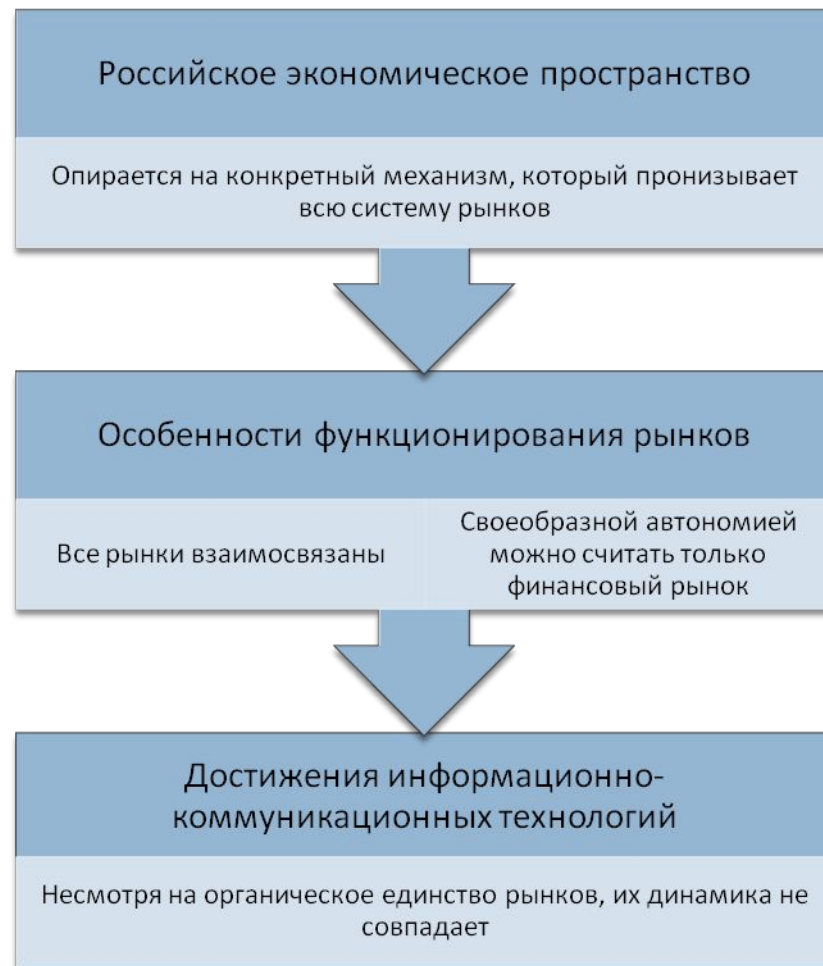 Российское экономическое пространство
Опирается на конкретный механизм, который пронизывает
всю систему рынков
Особенности функционирования рынков
Все рынки взаимосвязаны
Своеобразной автономией
можно считать только
финансовый рынок
Достижения информационно-
коммуникационных технологий
Несмотря на органическое единство рынков, их динамика не
совпадает